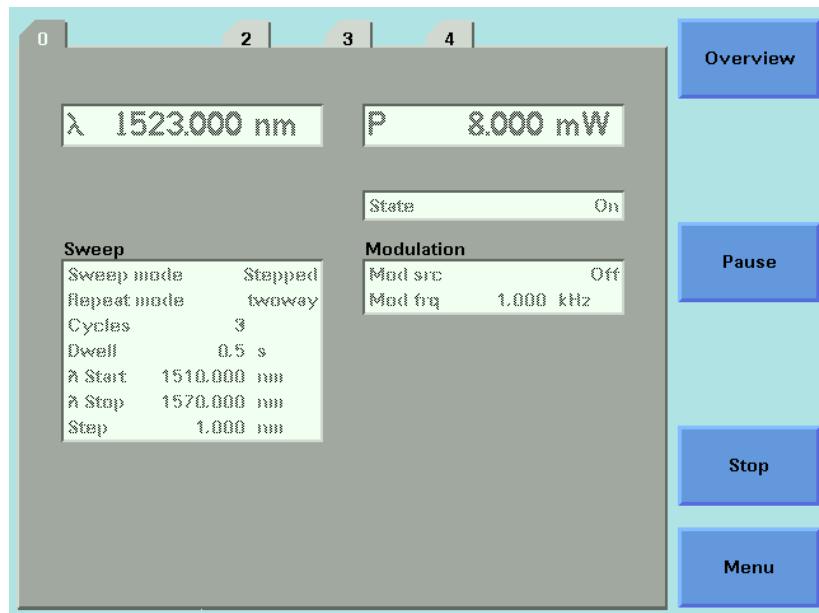 0 2 3 4
Overview
λ 1523.000 nm
P 8.000 mW
State On
Sweep
Sweep mode Stepped
Repeat mode twoway
Cycles 3
Dwell 0.5 s
λ Start 1510.000 nm
λ Stop 1570.000 nm
Step 1.000 nm
Modulation
Mod src Off
Mod frq 1.000 kHz
Pause
Stop
Menu